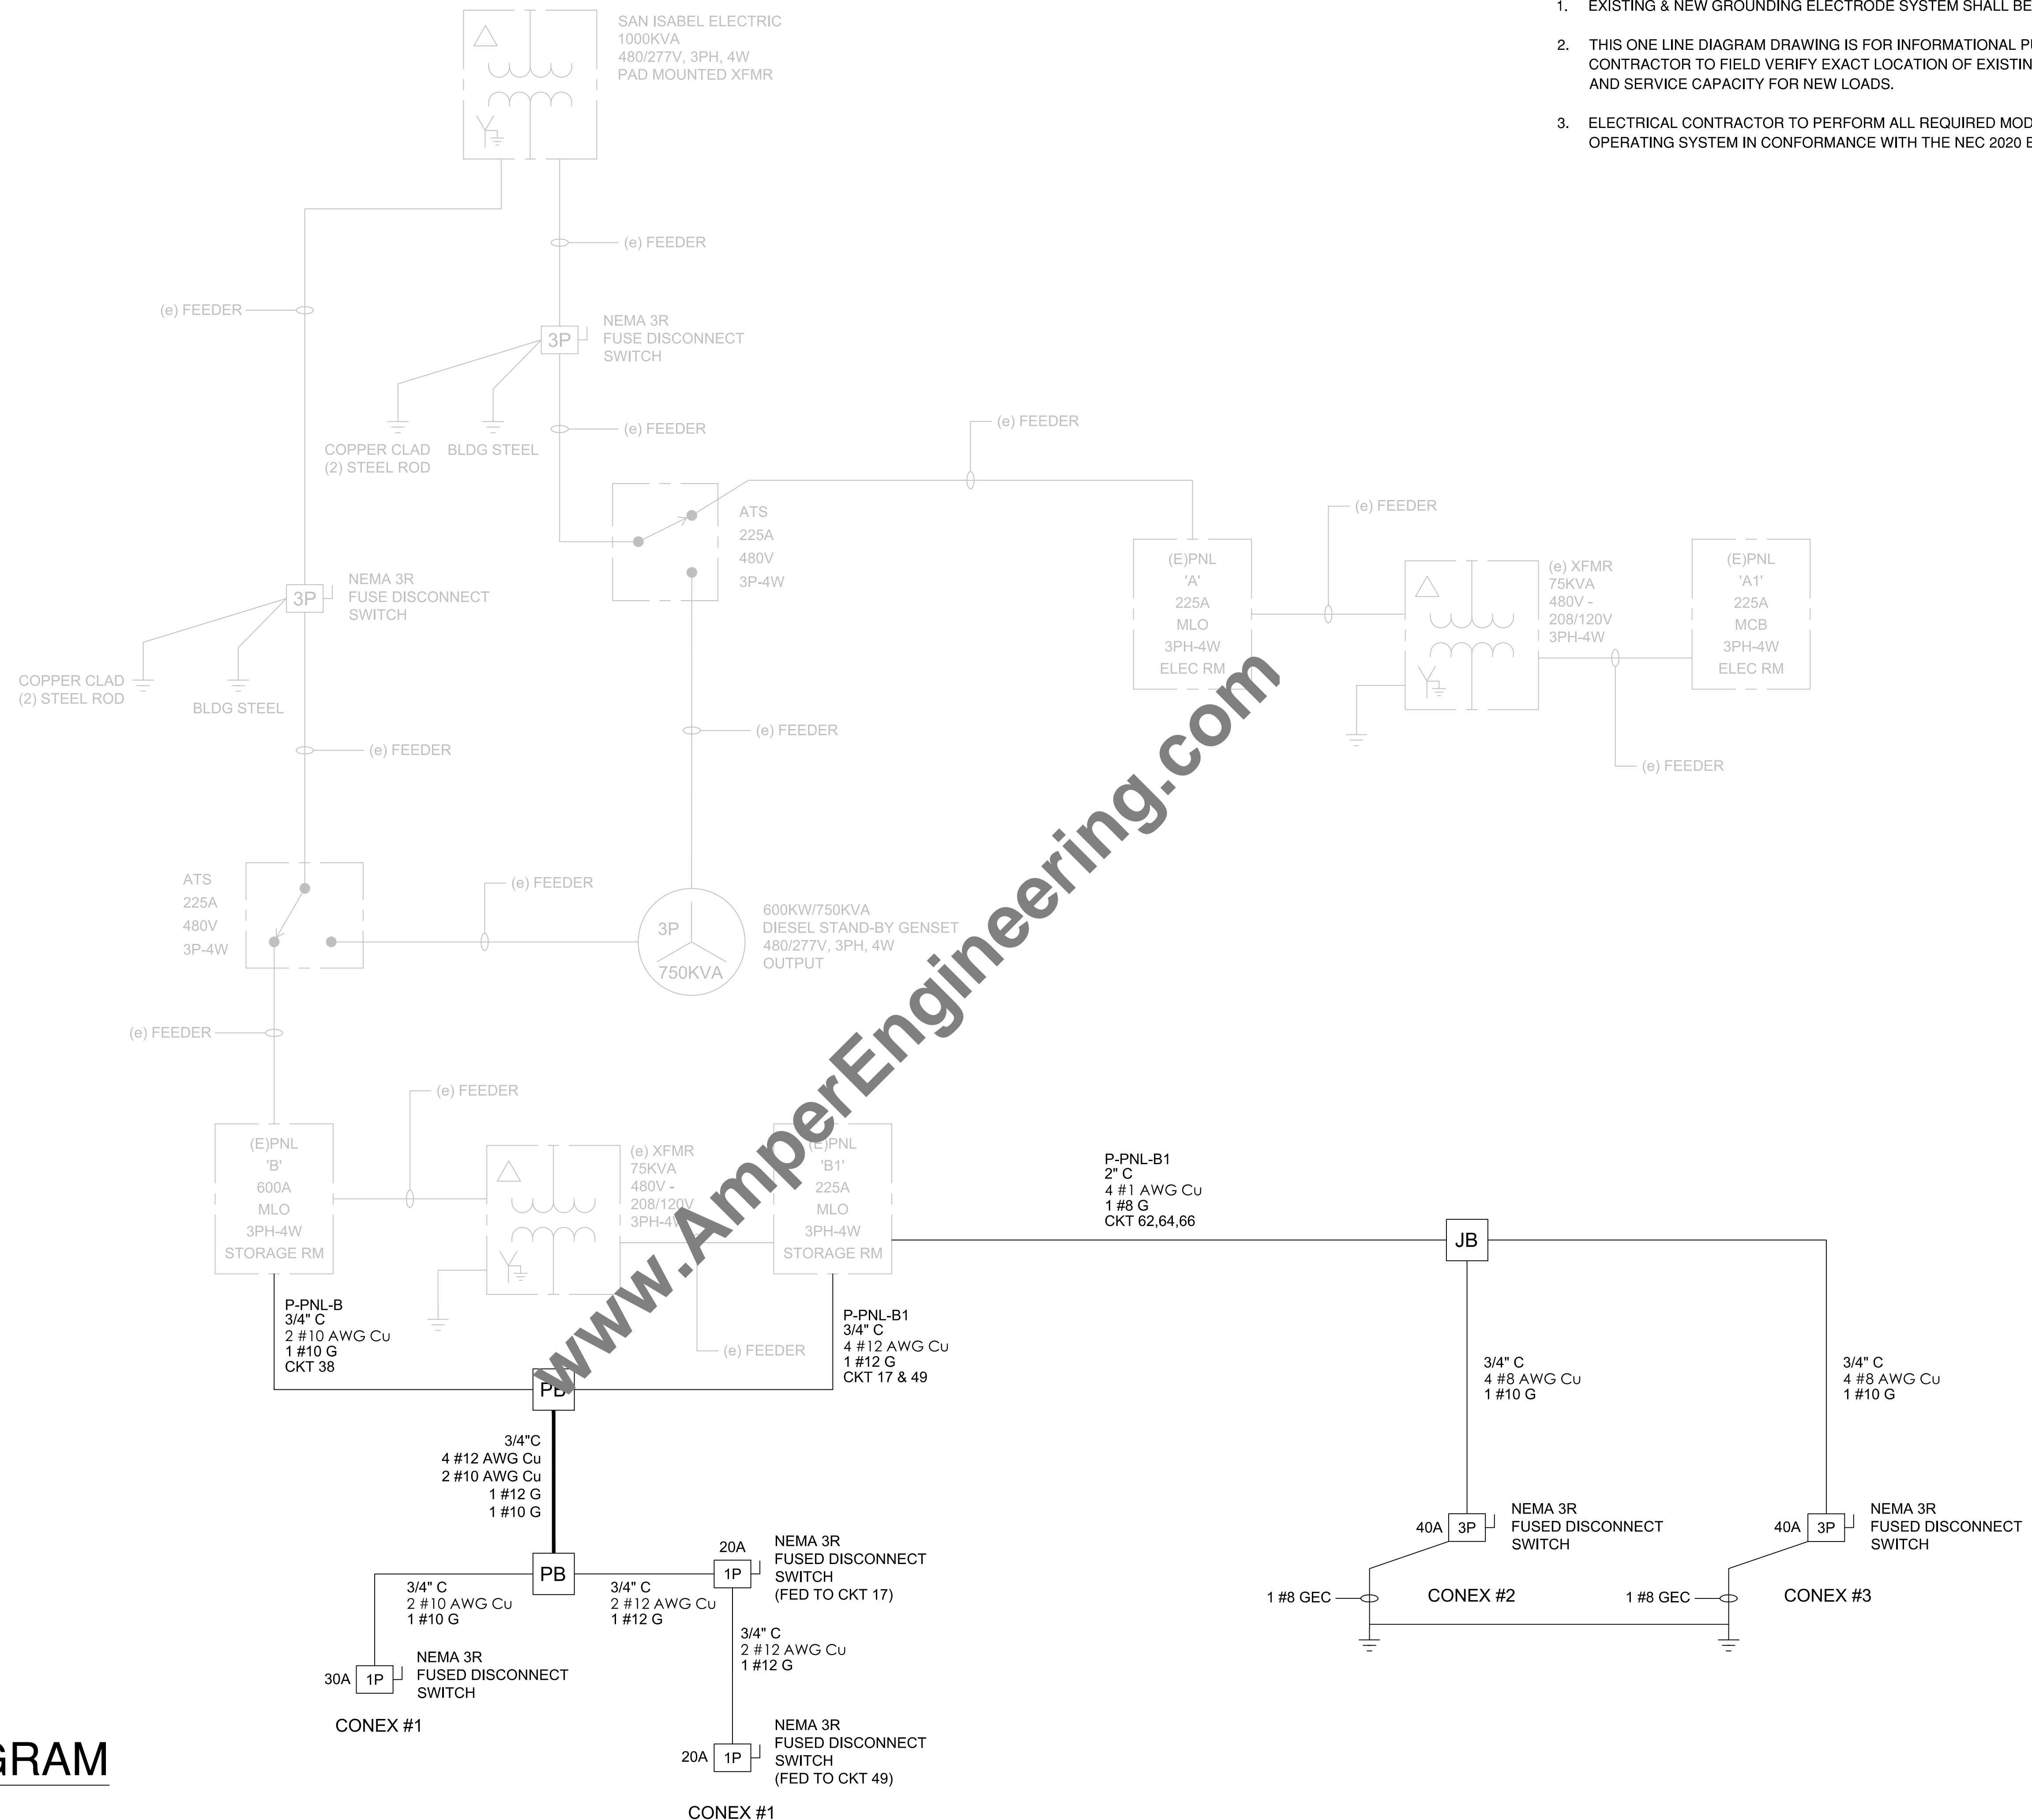 1. EXISTING & NEW GROUNDING ELECTRODE SYSTEM SHALL BE
2. THIS ONE LINE DIAGRAM DRAWING IS FOR INFORMATIONAL
CONTRACTOR TO FIELD VERIFY EXACT LOCATION OF
AND SERVICE CAPACITY FOR NEW LOADS.
3. ELECTRICAL CONTRACTOR TO PERFORM ALL REQUIRED
OPERATING SYSTEM IN CONFORMANCE WITH THE NEC 2020
SAN ISABEL ELECTRIC
1000KVA
480/277V, 3PH, 4W
PAD MOUNTED XFMR
(e) FEEDER
(e) FEEDER
3P
NEMA 3R
FUSE DISCONNECT
SWITCH
COPPER CLAD
(2) STEEL ROD
BLDG STEEL
(e) FEEDER
(e) FEEDER
ATS
225A
480V
3P-4W
(e) FEEDER
(E)PNL
'A'
225A
MLO
3PH-4W
ELEC RM
(e) XFMR
75KVA
480V -
208/120V
3PH-4W
(E)PNL
'A1'
225A
MCB
3PH-4W
ELEC RM
(e) FEEDER
3P
NEMA 3R
FUSE DISCONNECT
SWITCH
COPPER CLAD
(2) STEEL ROD
BLDG STEEL
(e) FEEDER
(e) FEEDER
ATS
225A
480V
3P-4W
(e) FEEDER
3P
750KVA
600KW/750KVA
DIESEL STAND-BY GENSET
480/277V, 3PH, 4W
OUTPUT
(e) FEEDER
(e) FEEDER
(E)PNL
'B'
600A
MLO
3PH-4W
STORAGE RM
(e) XFMR
75KVA
480V -
208/120V
3PH-4W
(E)PNL
'B1'
225A
MLO
3PH-4W
STORAGE RM
(e) FEEDER
www.AmperEngineering.com
P-PNL-B1
2" C
4 #1 AWG Cu
1 #8 G
CKT 62,64,66
JB
P-PNL-B
3/4" C
2 #10 AWG Cu
1 #10 G
CKT 38
P-PNL-B1
3/4" C
4 #12 AWG Cu
1 #12 G
CKT 17 & 49
PB
3/4" C
4 #8 AWG Cu
1 #10 G
3/4" C
4 #8 AWG Cu
1 #10 G
3/4"C
4 #12 AWG Cu
2 #10 AWG Cu
1 #12 G
1 #10 G
PB
3/4" C
2 #10 AWG Cu
1 #10 G
3/4" C
2 #12 AWG Cu
1 #12 G
20A
1P
NEMA 3R
FUSED DISCONNECT
SWITCH
(FED TO CKT 17)
3/4" C
2 #12 AWG Cu
1 #12 G
30A
1P
NEMA 3R
FUSED DISCONNECT
SWITCH
CONEX #1
20A
1P
NEMA 3R
FUSED DISCONNECT
SWITCH
(FED TO CKT 49)
CONEX #1
40A
3P
NEMA 3R
FUSED DISCONNECT
SWITCH
1 #8 GEC
CONEX #2
40A
3P
NEMA 3R
FUSED DISCONNECT
SWITCH
1 #8 GEC
CONEX #3
GRAM